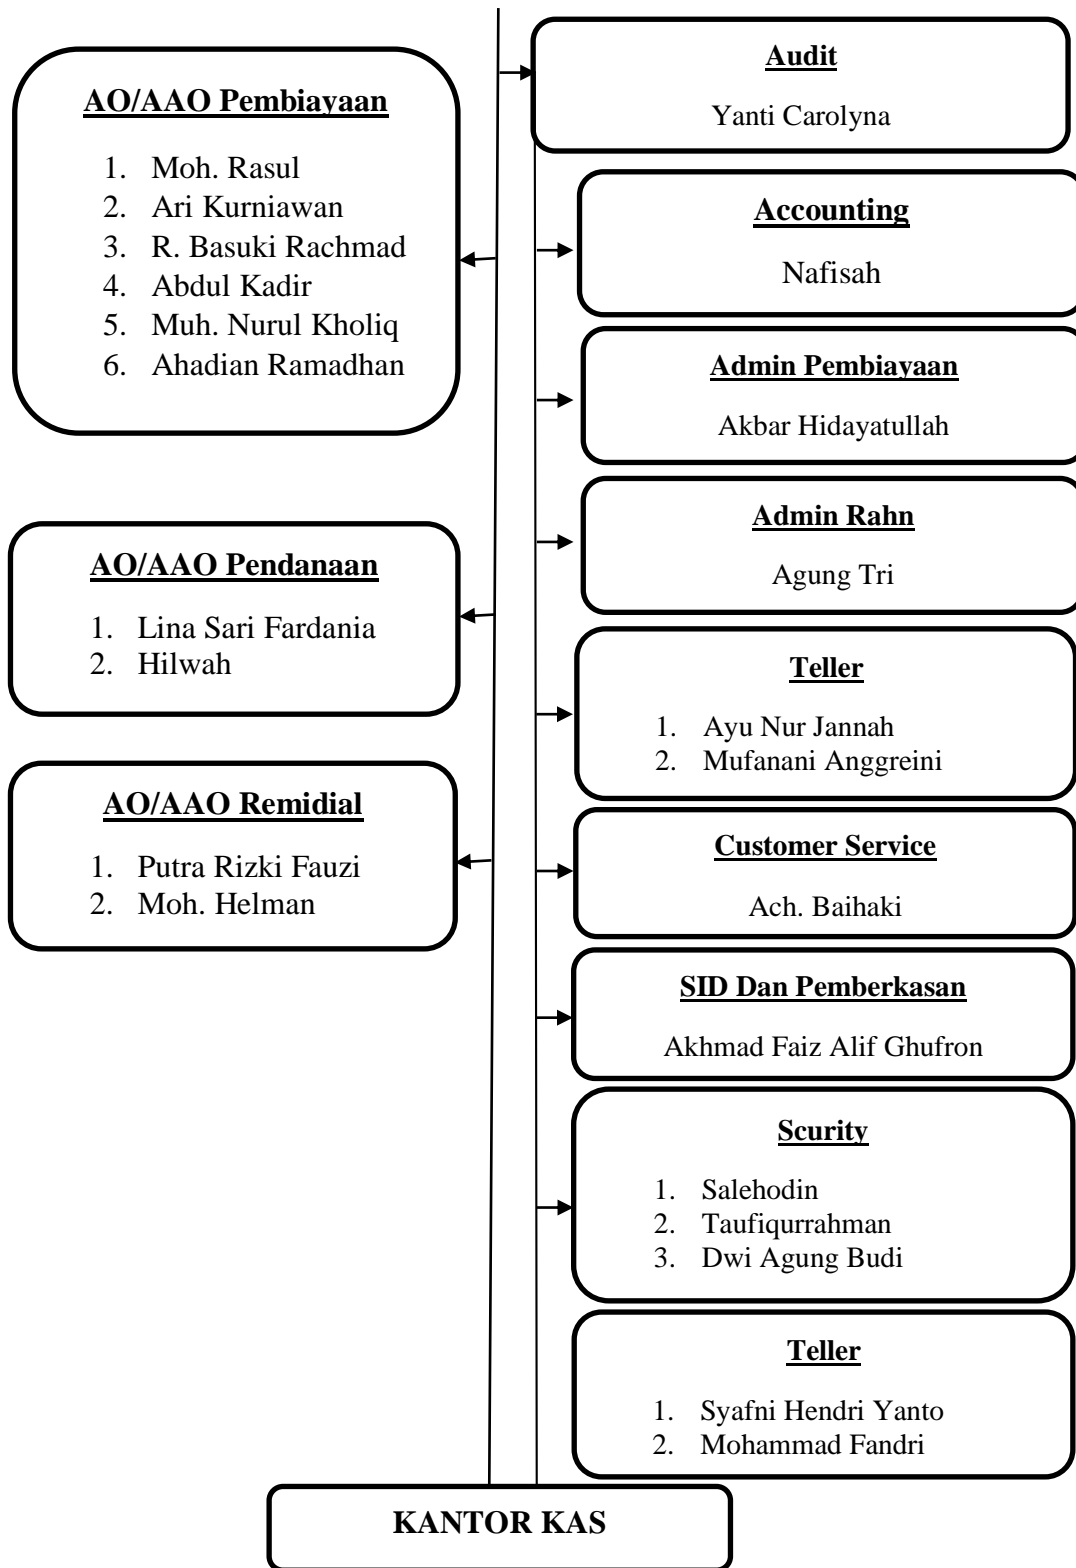 AO/AAO Pembiayaan
1. Moh. Rasul
2. Ari Kurniawan
3. R. Basuki Rachmad
4. Abdul Kadir
5. Muh. Nurul Kholiq
6. Ahadian Ramadhan
AO/AAO Pendanaan
1. Lina Sari Fardania
2. Hilwah
AO/AAO Remidial
1. Putra Rizki Fauzi
2. Moh. Helman
Audit
Yanti Carolyna
Accounting
Nafisah
Admin Pembiayaan
Akbar Hidayatullah
Admin Rahn
Agung Tri
Teller
1. Ayu Nur Jannah
2. Mufanani Anggreini
Customer Service
Ach. Baihaki
SID Dan Pemberkasan
Akhmad Faiz Alif Ghufron
Scurity
1. Salehodin
2. Taufiqurrahman
3. Dwi Agung Budi
Teller
1. Syafni Hendri Yanto
2. Mohammad Fandri
KANTOR KAS